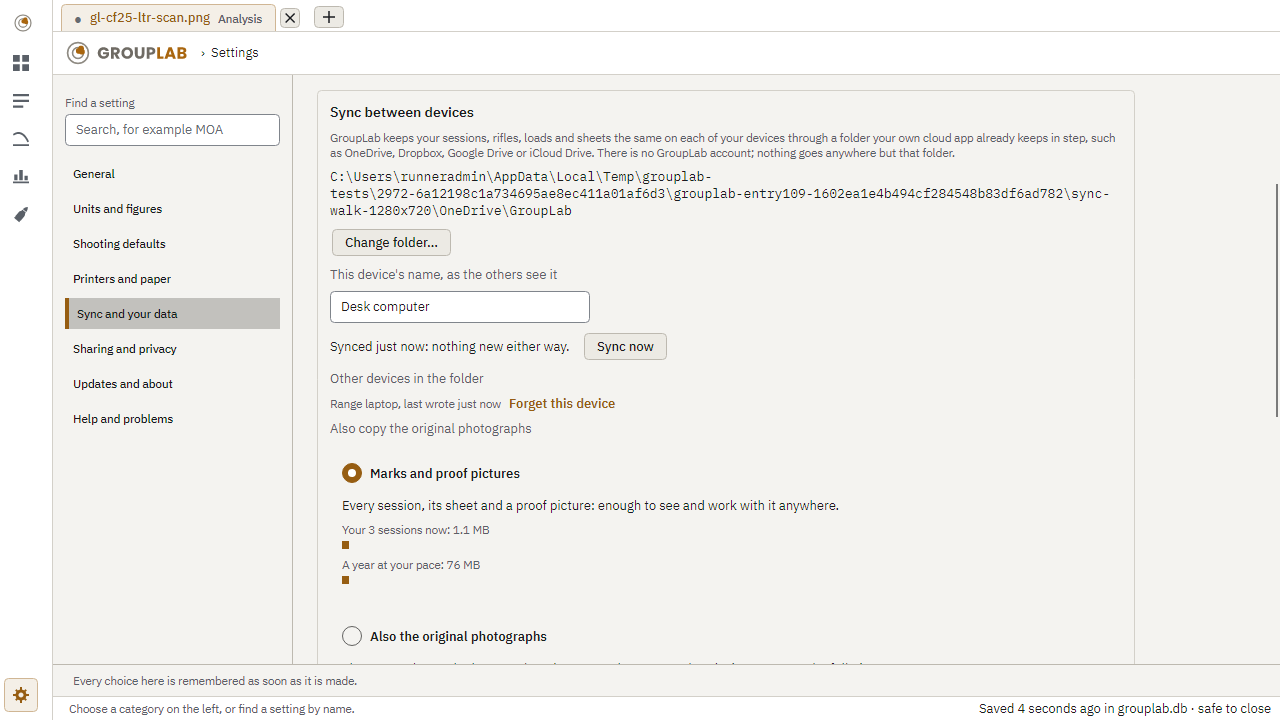 gl-cf25-ltr-scan.png Analysis
GROUPLAB › Settings
Find a setting
Search, for example MOA
General
Units and figures
Shooting defaults
Printers and paper
Sync and your data
Sharing and privacy
Updates and about
Help and problems
Sync between devices
GroupLab keeps your sessions, rifles, loads and sheets the same on each of your devices through a folder your own cloud app already keeps in step, such
as OneDrive, Dropbox, Google Drive or iCloud Drive. There is no GroupLab account; nothing goes anywhere but that folder.
C:\Users\runneradmin\AppData\Local\Temp\grouplab-
tests\2972-6a12198c1a734695ae8ec411a01af6d3\grouplab-entry109-1602ea1e4b494cf284548b83df6ad782\sync-
walk-1280x720\OneDrive\GroupLab
Change folder...
This device's name, as the others see it
Desk computer
Synced just now: nothing new either way. Sync now
Other devices in the folder
Range laptop, last wrote just now Forget this device
Also copy the original photographs
Marks and proof pictures
Every session, its sheet and a proof picture: enough to see and work with it anywhere.
Your 3 sessions now: 1.1 MB
A year at your pace: 76 MB
Also the original photographs
Every choice here is remembered as soon as it is made.
Choose a category on the left, or find a setting by name.
Saved 4 seconds ago in grouplab.db · safe to close